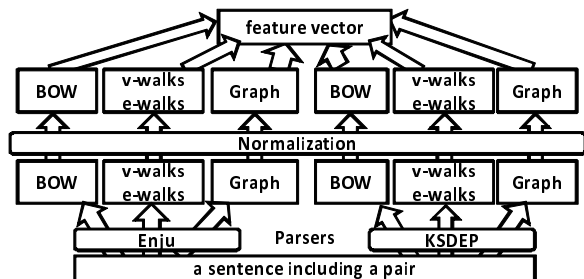 feature vector
BOW v-walks e-walks Graph BOW v-walks e-walks Graph
Normalization
BOW v-walks e-walks Graph BOW v-walks e-walks Graph
Enju Parsers KSDEP
a sentence including a pair